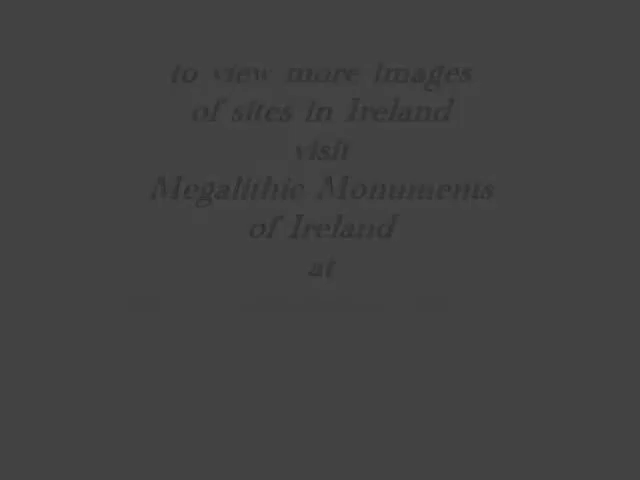 to view more images
of sites in Ireland
visit
Megalithic Monuments
of Ireland
at